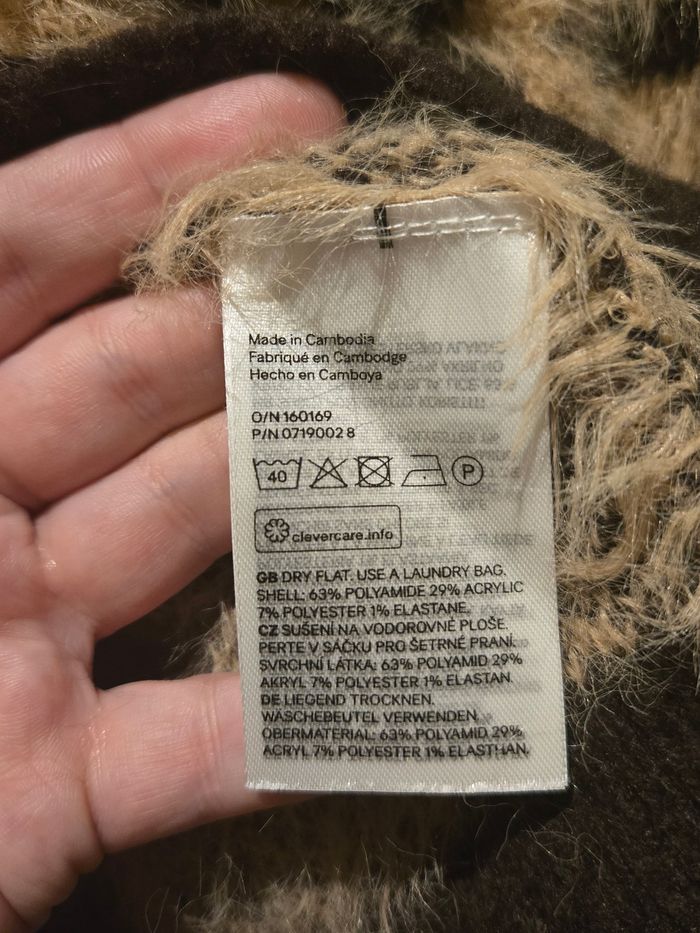 Made in Cambodia
Fabriqué en Cambodge
Hecho en Camboya
O/N 160169
P/N 0719002 8
40 P
clevercare.info
GB DRY FLAT. USE A LAUNDRY BAG.
SHELL: 63% POLYAMIDE 29% ACRYLIC
7% POLYESTER 1% ELASTANE.
CZ SUŠENÍ NA VODOROVNÉ PLOŠE.
PERTE V SÁČKU PRO ŠETRNÉ PRANÍ.
SVRCHNÍ LÁTKA: 63% POLYAMID 29%
AKRYL 7% POLYESTER 1% ELASTAN.
DE LIEGEND TROCKNEN.
WÄSCHEBEUTEL VERWENDEN.
OBERMATERIAL: 63% POLYAMID 29%
ACRYL 7% POLYESTER 1% ELASTHAN.